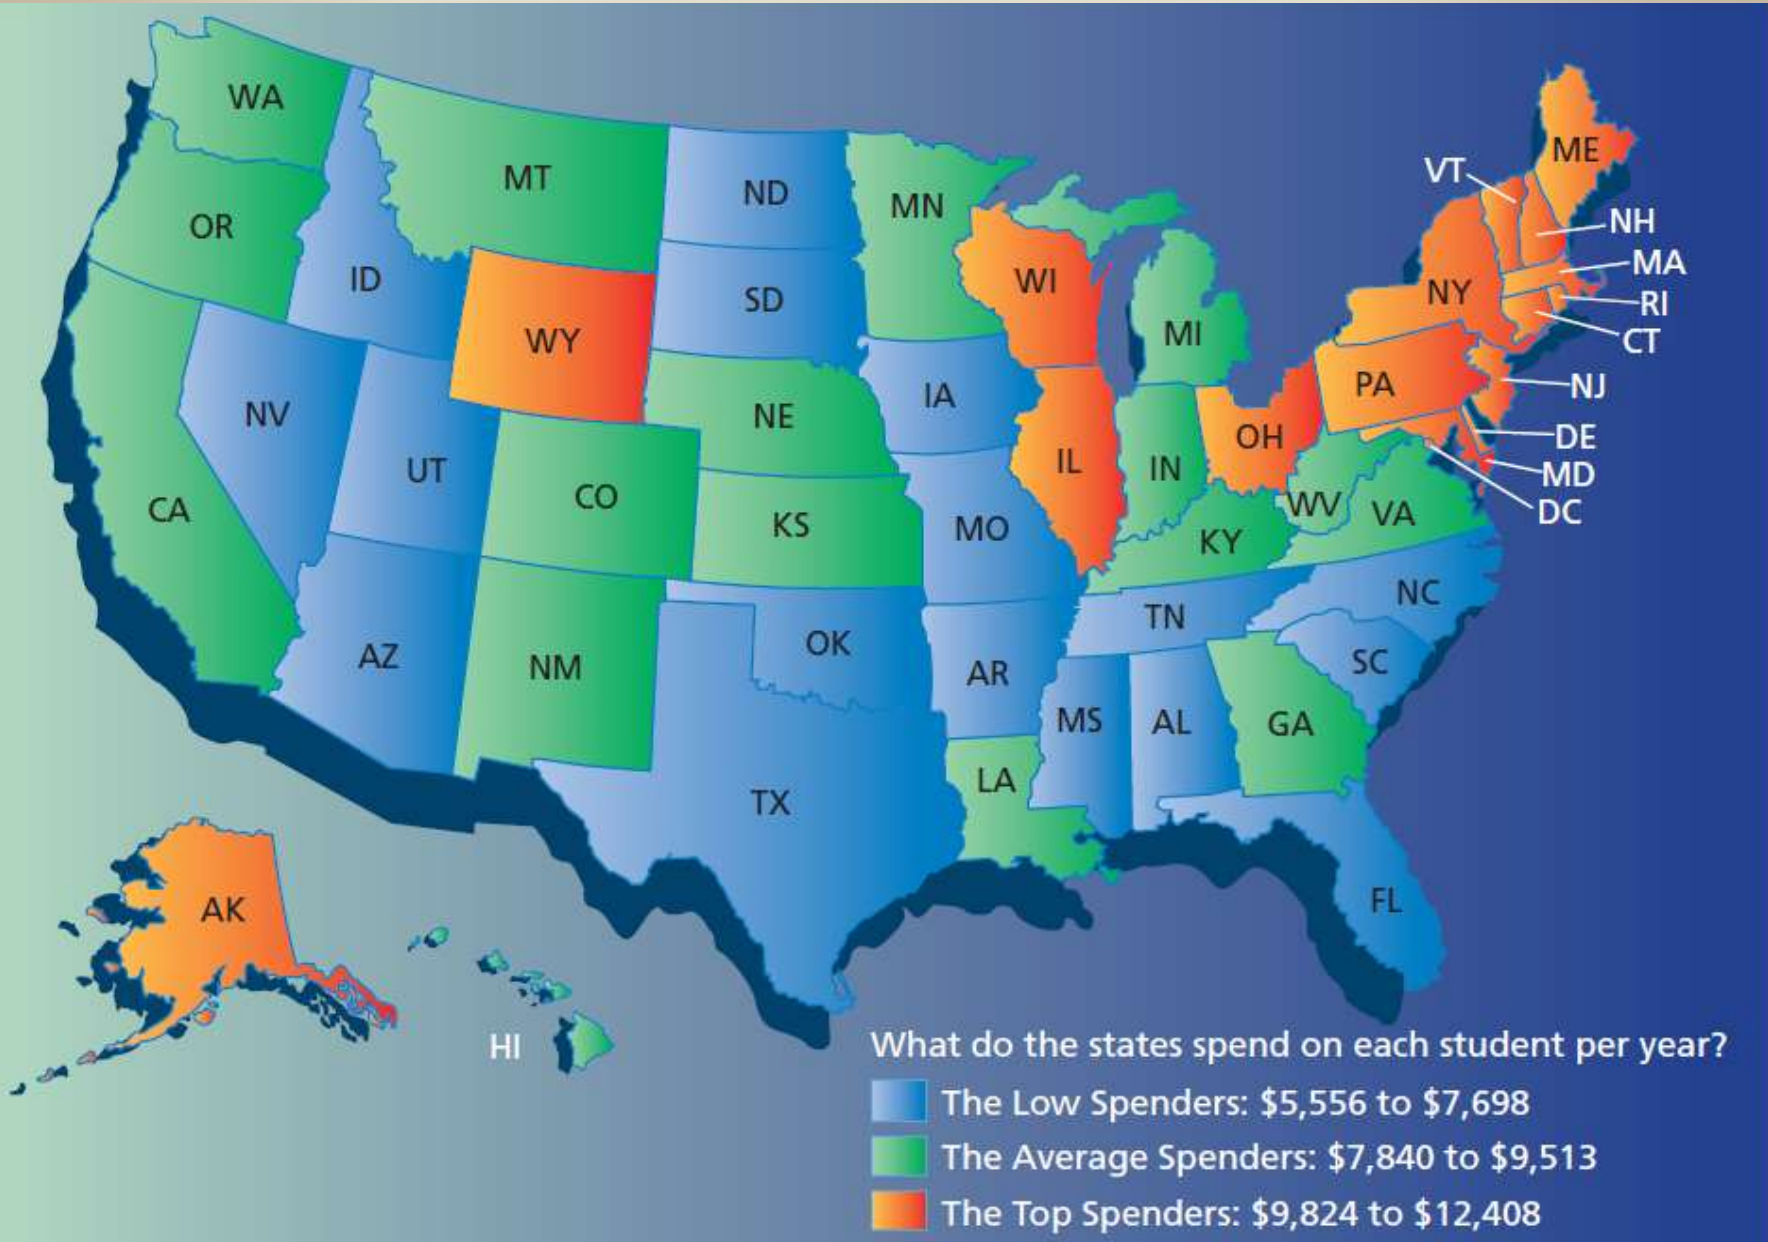 WA
MT
ND
MN
ME
VT
OR
NH
ID
MA
WI
NY
SD
RI
WY
MI
CT
PA
NJ
IA
NV
NE
OH
DE
UT
IL
IN
MD
CO
CA
WV
VA
DC
KS
MO
KY
NC
TN
OK
AZ
NM
AR
SC
MS
AL
GA
LA
TX
FL
AK
HI
What do the states spend on each student per year?
The Low Spenders: $5,556 to $7,698
The Average Spenders: $7,840 to $9,513
The Top Spenders: $9,824 to $12,408